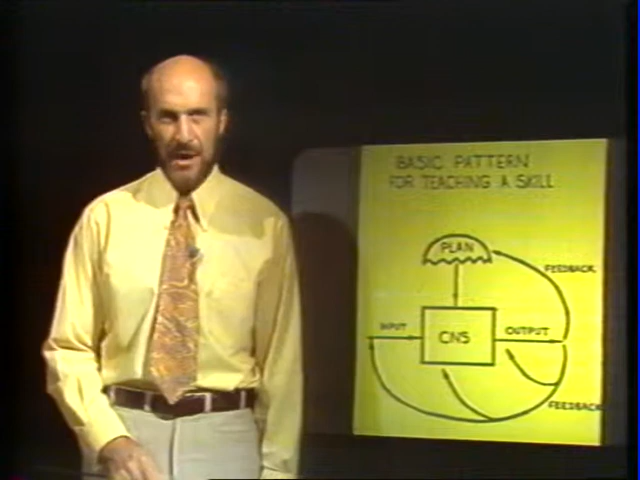 BASIC PATTERN
FOR TEACHING A SKILL
PLAN
FEEDBACK
INPUT
CNS
OUTPUT
FEEDBACK